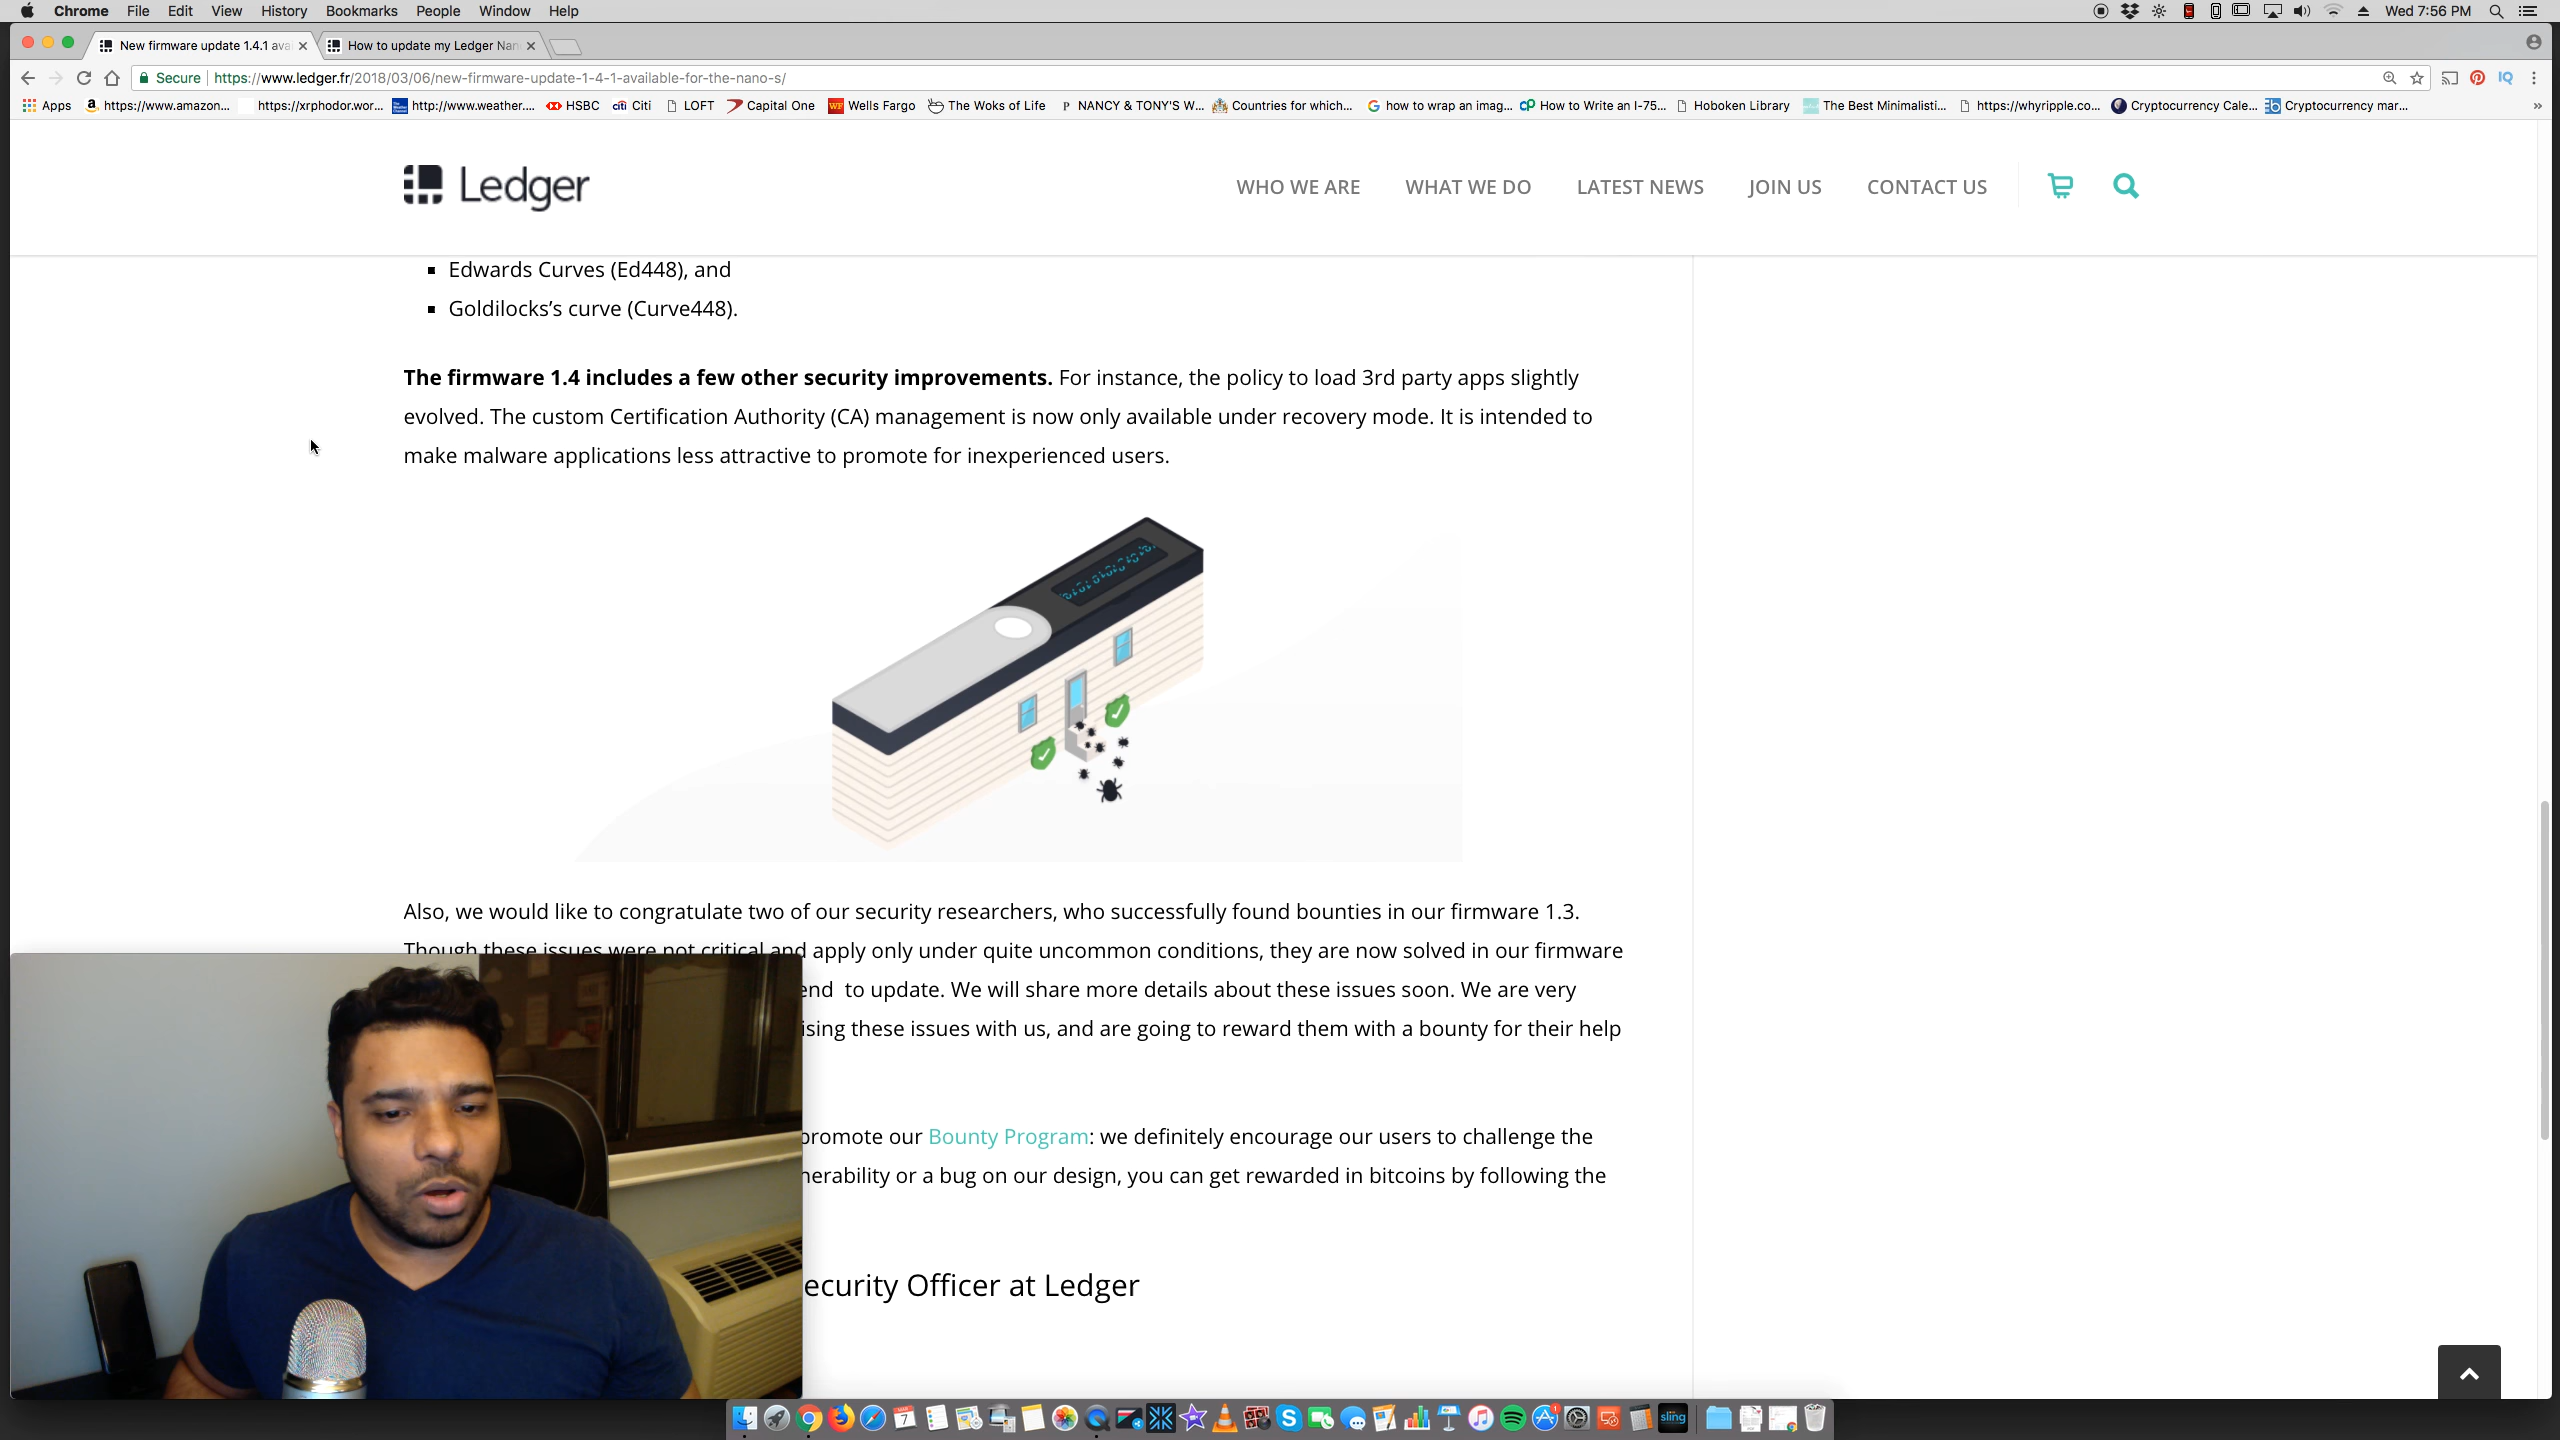 Chrome File Edit View History Bookmarks People Window Help
Wed 7:56 PM
New firmware update 1.4.1 ava
How to update my Ledger Nan
Secure https://www.ledger.fr/2018/03/06/new-firmware-update-1-4-1-available-for-the-nano-s/
IQ
Apps https://www.amazon... https://xrphodor.wor... http://www.weather.... HSBC citi Citi LOFT Capital One WF Wells Fargo The Woks of Life P NANCY & TONY'S W... Countries for which... how to wrap an imag... How to Write an I-75... Hoboken Library The Best Minimalisti... https://whyripple.co... Cryptocurrency Cale... Cryptocurrency mar...
Ledger
WHO WE ARE WHAT WE DO LATEST NEWS JOIN US CONTACT US
▪ Edwards Curves (Ed448), and
▪ Goldilocks’s curve (Curve448).
The firmware 1.4 includes a few other security improvements. For instance, the policy to load 3rd party apps slightly
evolved. The custom Certification Authority (CA) management is now only available under recovery mode. It is intended to
make malware applications less attractive to promote for inexperienced users.
Also, we would like to congratulate two of our security researchers, who successfully found bounties in our firmware 1.3.
Though these issues were not critical and apply only under quite uncommon conditions, they are now solved in our firmware
end to update. We will share more details about these issues soon. We are very
ising these issues with us, and are going to reward them with a bounty for their help
promote our Bounty Program: we definitely encourage our users to challenge the
nerability or a bug on our design, you can get rewarded in bitcoins by following the
ecurity Officer at Ledger
7
sling